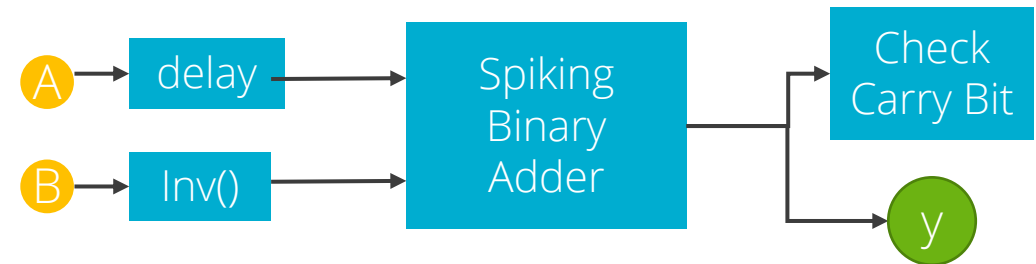 A
delay
B
Inv()
Spiking
Binary
Adder
Check
Carry Bit
y